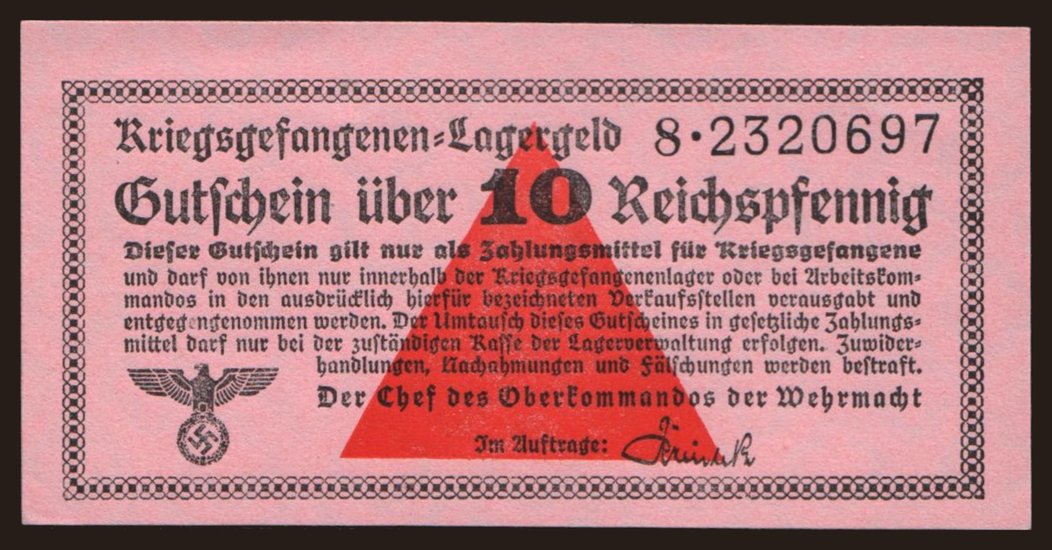 Kriegsgefangenen-Lagergeld 8·2320697
Gutschein über 10 Reichspfennig
Dieser Gutschein gilt nur als Zahlungsmittel für Kriegsgefangene
und darf von ihnen nur innerhalb der Kriegsgefangenenlager oder bei Arbeitskom-
mandos in den ausdrücklich hierfür bezeichneten Verkaufsstellen verausgabt und
entgegengenommen werden. Der Umtausch dieses Gutscheines in gesetzliche Zahlungs-
mittel darf nur bei der zuständigen Kasse der Lagerverwaltung erfolgen. Zuwider-
handlungen, Nachahmungen und Fälschungen werden bestraft.
Der Chef des Oberkommandos der Wehrmacht
Im Auftrage: